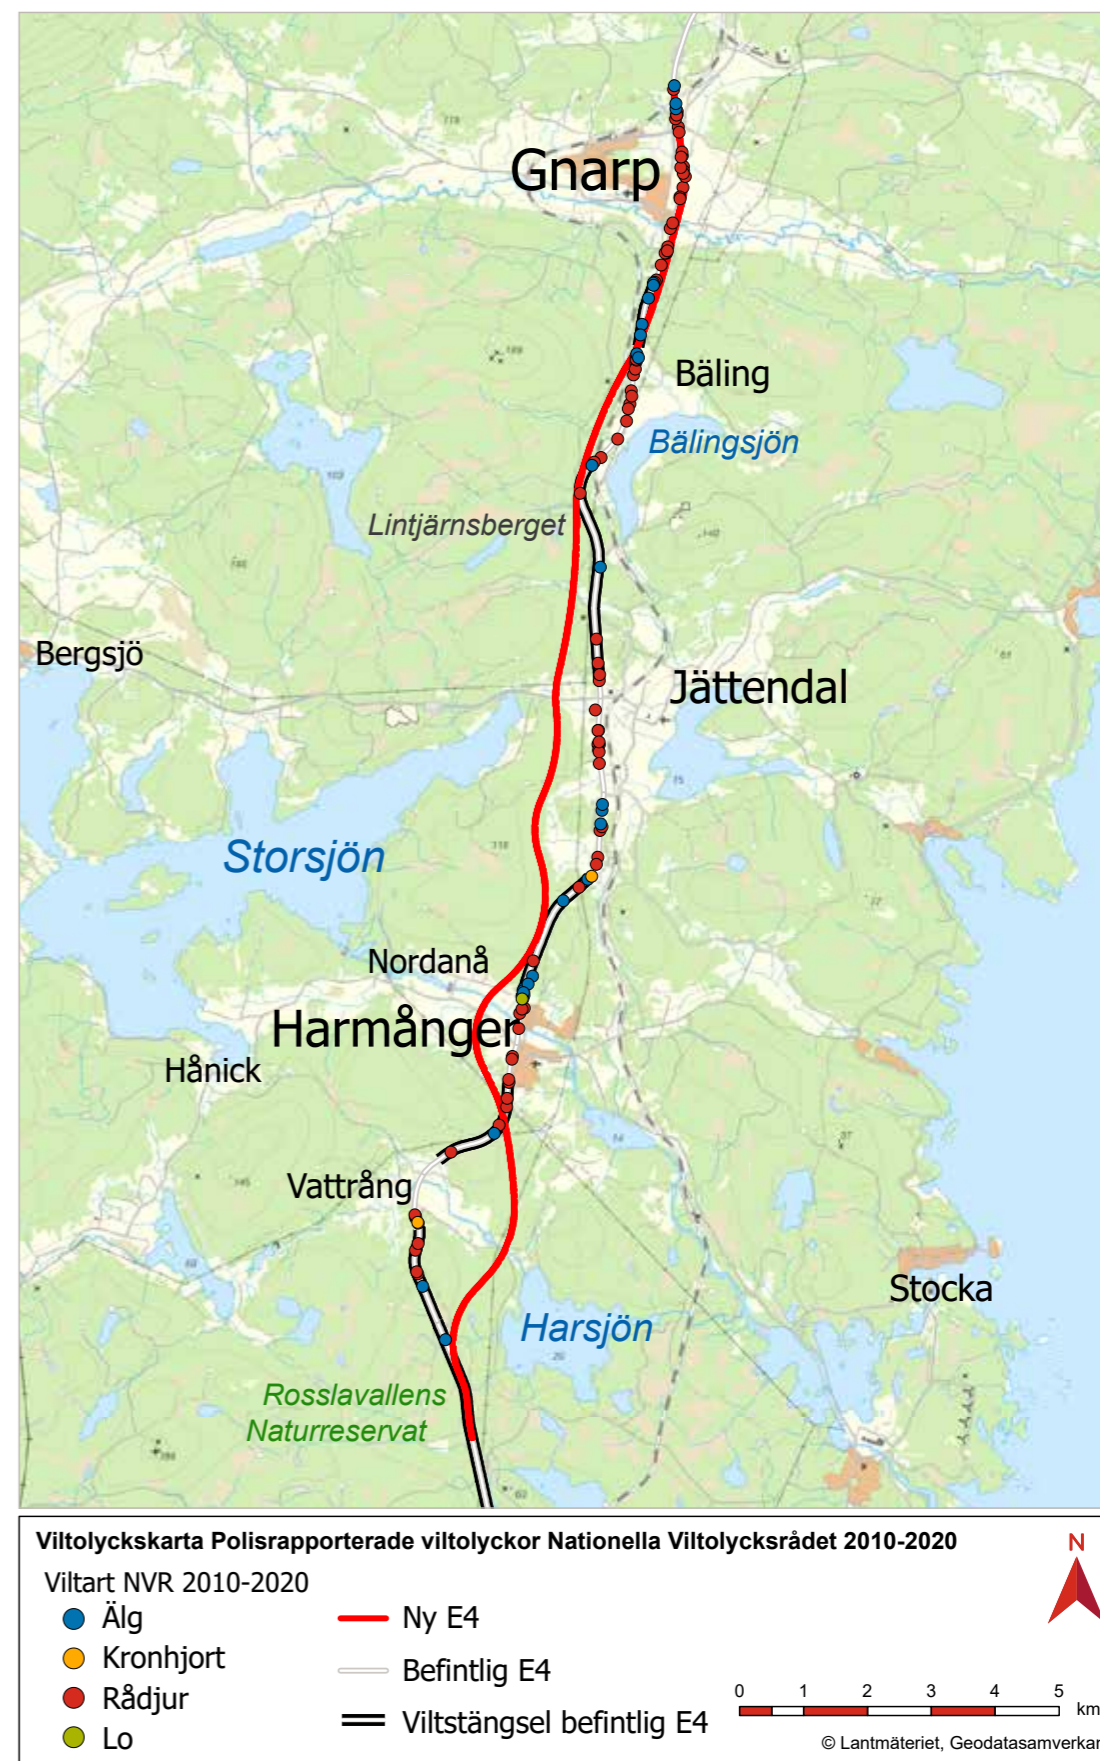 Gnarp
Bäling
Bälingsjön
Lintjärnsberget
Bergsjö
Jättendal
Storsjön
Nordanå
Harmånger
Hånick
Vattrång
Stocka
Harsjön
Rosslavallens
Naturreservat
Viltolyckskarta Polisrapporterade viltolyckor Nationella Viltolycksrådet 2010-2020
N
Viltart NVR 2010-2020
Älg
Ny E4
Kronhjort
Befintlig E4
Rådjur
0 1 2 3 4 5
km
Viltstängsel befintlig E4
Lo
© Lantmäteriet, Geodatasamverkan